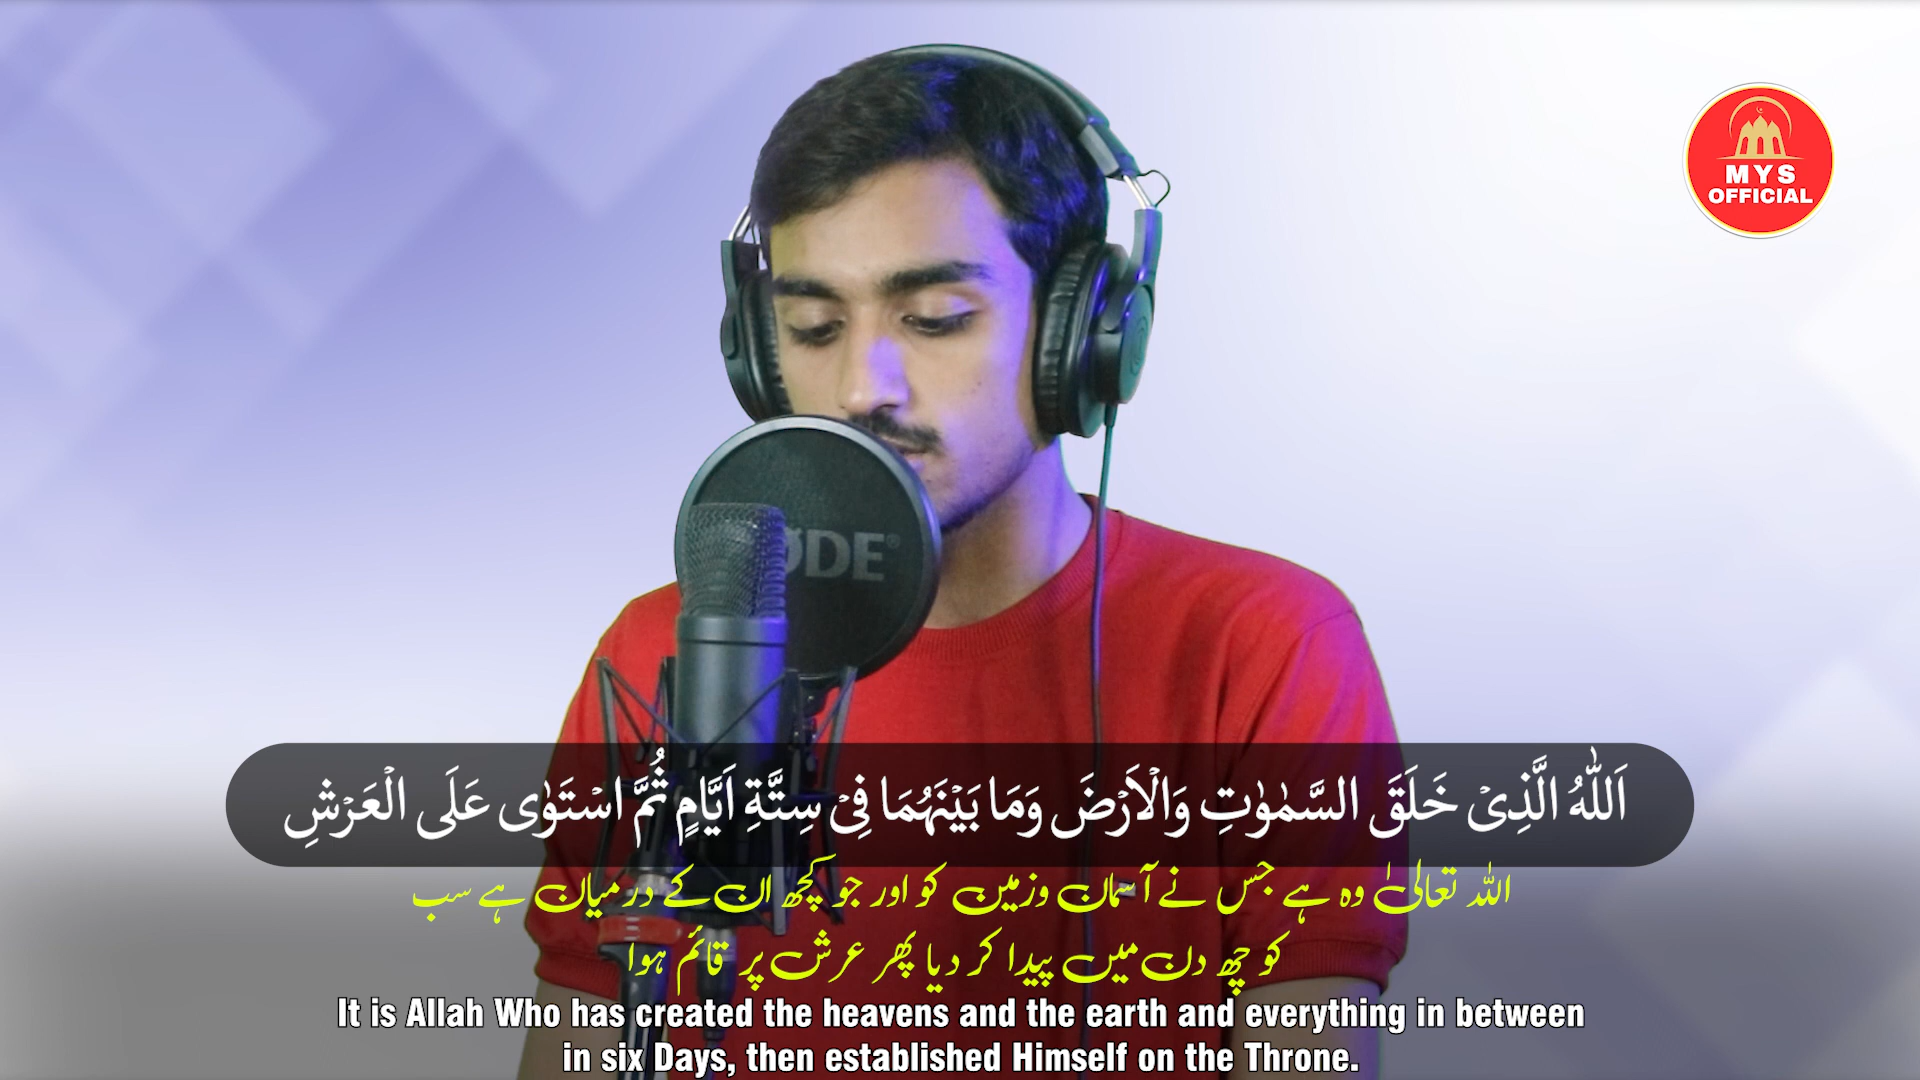 MYS
OFFICIAL
ØDE®
اَللّٰهُ الَّذِیْ خَلَقَ السَّمٰوٰتِ وَالْاَرْضَ وَمَا بَیْنَهُمَا فِیْ سِتَّةِ اَیَّامٍ ثُمَّ اسْتَوٰی عَلَی الْعَرْشِ
اللہ تعالیٰ وہ ہے جس نے آسمان وزمین کو اور جو کچھ ان کے درمیان ہے سب
کو چھ دن میں پیدا کر دیا پھر عرش پر قائم ہوا
It is Allah Who has created the heavens and the earth and everything in between
in six Days, then established Himself on the Throne.